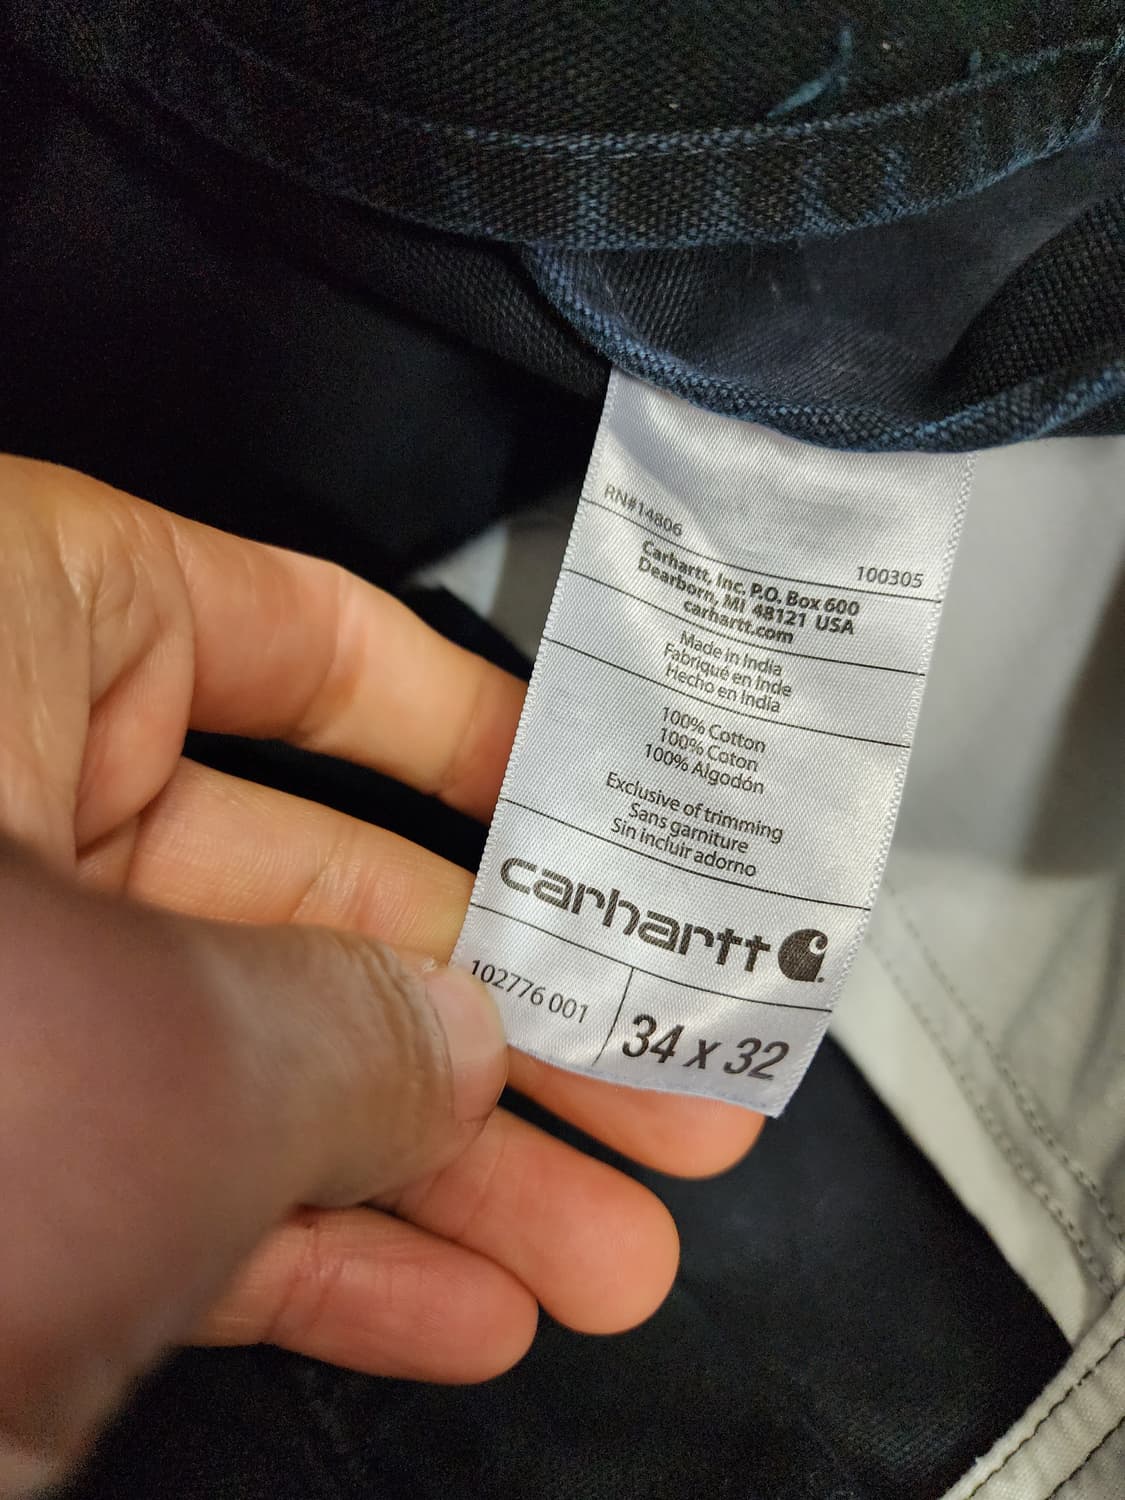 RN#14806
100305
Carhartt, Inc. P.O. Box 600
Dearborn, MI 48121 USA
carhartt.com
Made in India
Fabriqué en Inde
Hecho en India
100% Cotton
100% Coton
100% Algodón
Exclusive of trimming
Sans garniture
Sin incluir adorno
carhartt
102776 001
34 x 32